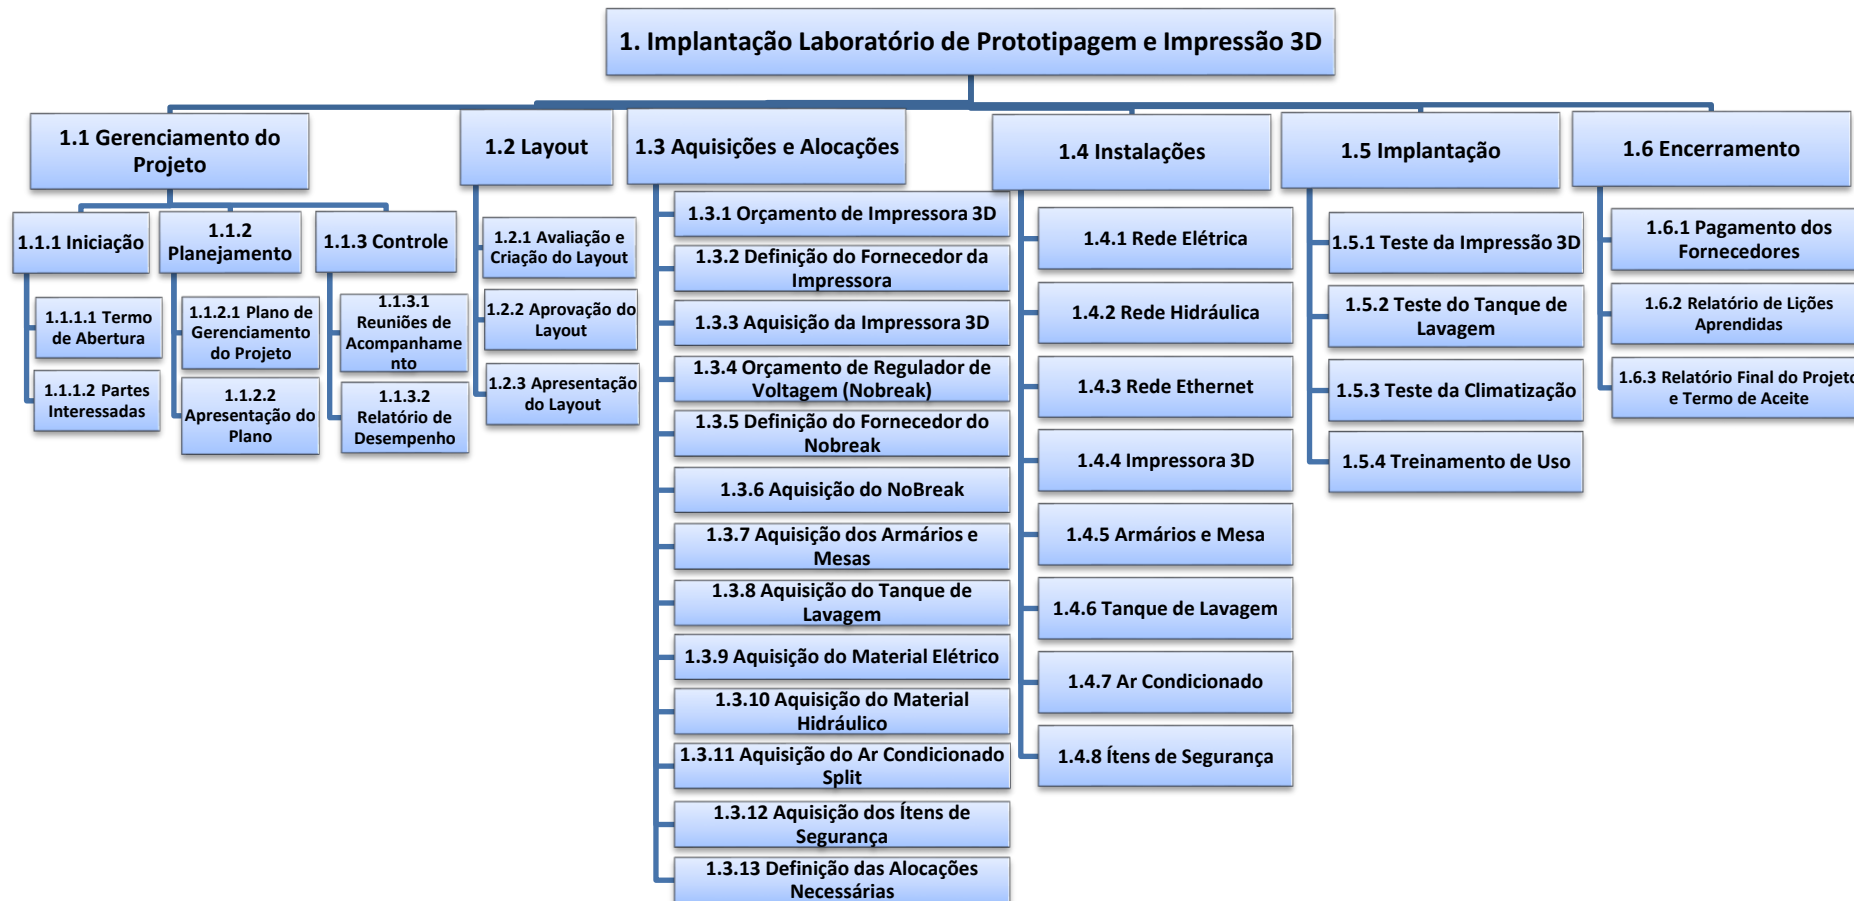 1. Implantação Laboratório de Prototipagem e Impressão 3D
1.1 Gerenciamento do
Projeto
1.1.1 Iniciação
1.1.1.1 Termo
de Abertura
1.1.1.2 Partes
Interessadas
1.1.2
Planejamento
1.1.2.1 Plano de
Gerenciamento
do Projeto
1.1.2.2
Apresentação do
Plano
1.1.3 Controle
1.1.3.1
Reuniões de
Acompanhame
nto
1.1.3.2
Relatório de
Desempenho
1.2 Layout
1.2.1 Avaliação e
Criação do Layout
1.2.2 Aprovação do
Layout
1.2.3 Apresentação
do Layout
1.3 Aquisições e Alocações
1.3.1 Orçamento de Impressora 3D
1.3.2 Definição do Fornecedor da
Impressora
1.3.3 Aquisição da Impressora 3D
1.3.4 Orçamento de Regulador de
Voltagem (Nobreak)
1.3.5 Definição do Fornecedor do
Nobreak
1.3.6 Aquisição do NoBreak
1.3.7 Aquisição dos Armários e
Mesas
1.3.8 Aquisição do Tanque de
Lavagem
1.3.9 Aquisição do Material Elétrico
1.3.10 Aquisição do Material
Hidráulico
1.3.11 Aquisição do Ar Condicionado
Split
1.3.12 Aquisição dos Ítens de
Segurança
1.3.13 Definição das Alocações
Necessárias
1.4 Instalações
1.4.1 Rede Elétrica
1.4.2 Rede Hidráulica
1.4.3 Rede Ethernet
1.4.4 Impressora 3D
1.4.5 Armários e Mesa
1.4.6 Tanque de Lavagem
1.4.7 Ar Condicionado
1.4.8 Ítens de Segurança
1.5 Implantação
1.5.1 Teste da Impressão 3D
1.5.2 Teste do Tanque de
Lavagem
1.5.3 Teste da Climatização
1.5.4 Treinamento de Uso
1.6 Encerramento
1.6.1 Pagamento dos
Fornecedores
1.6.2 Relatório de Lições
Aprendidas
1.6.3 Relatório Final do Projeto
e Termo de Aceite